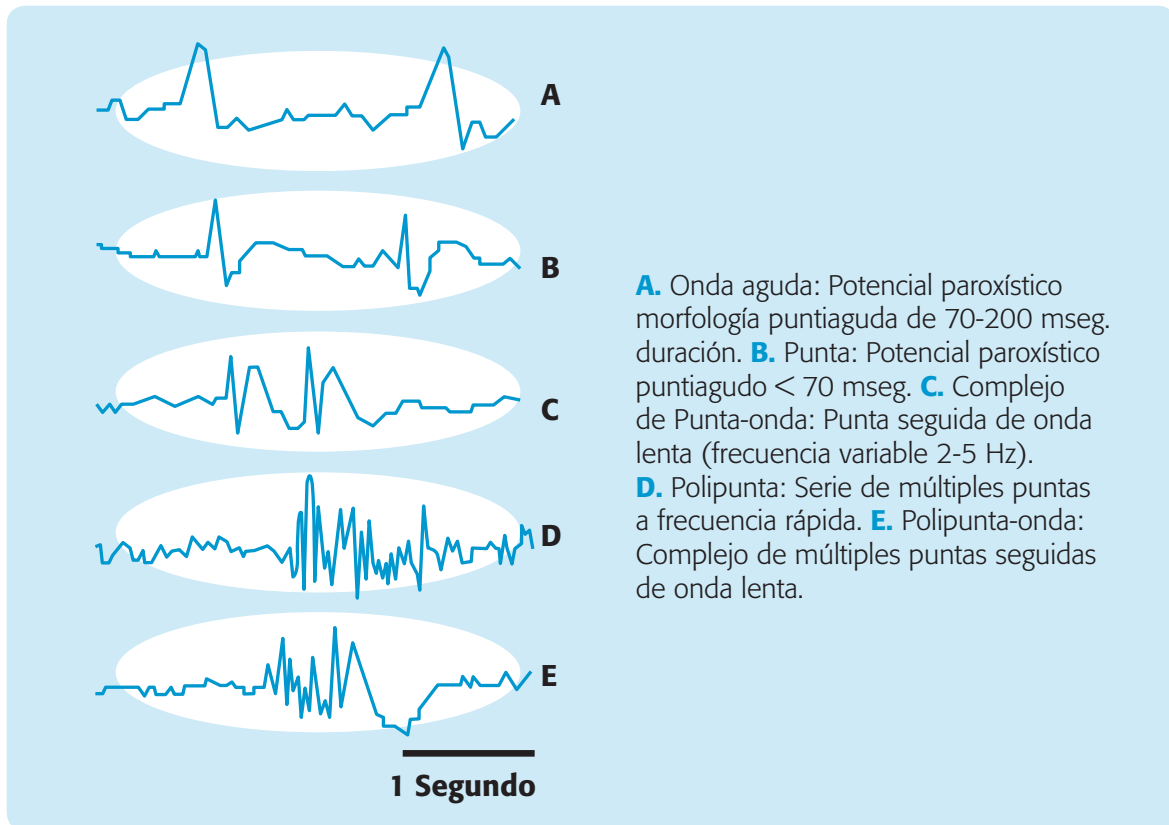 A
B
C
D
E
1 Segundo
A. Onda aguda: Potencial paroxístico
morfología puntiaguda de 70-200 mseg.
duración. B. Punta: Potencial paroxístico
puntiagudo < 70 mseg. C. Complejo
de Punta-onda: Punta seguida de onda
lenta (frecuencia variable 2-5 Hz).
D. Polipunta: Serie de múltiples puntas
a frecuencia rápida. E. Polipunta-onda:
Complejo de múltiples puntas seguidas
de onda lenta.